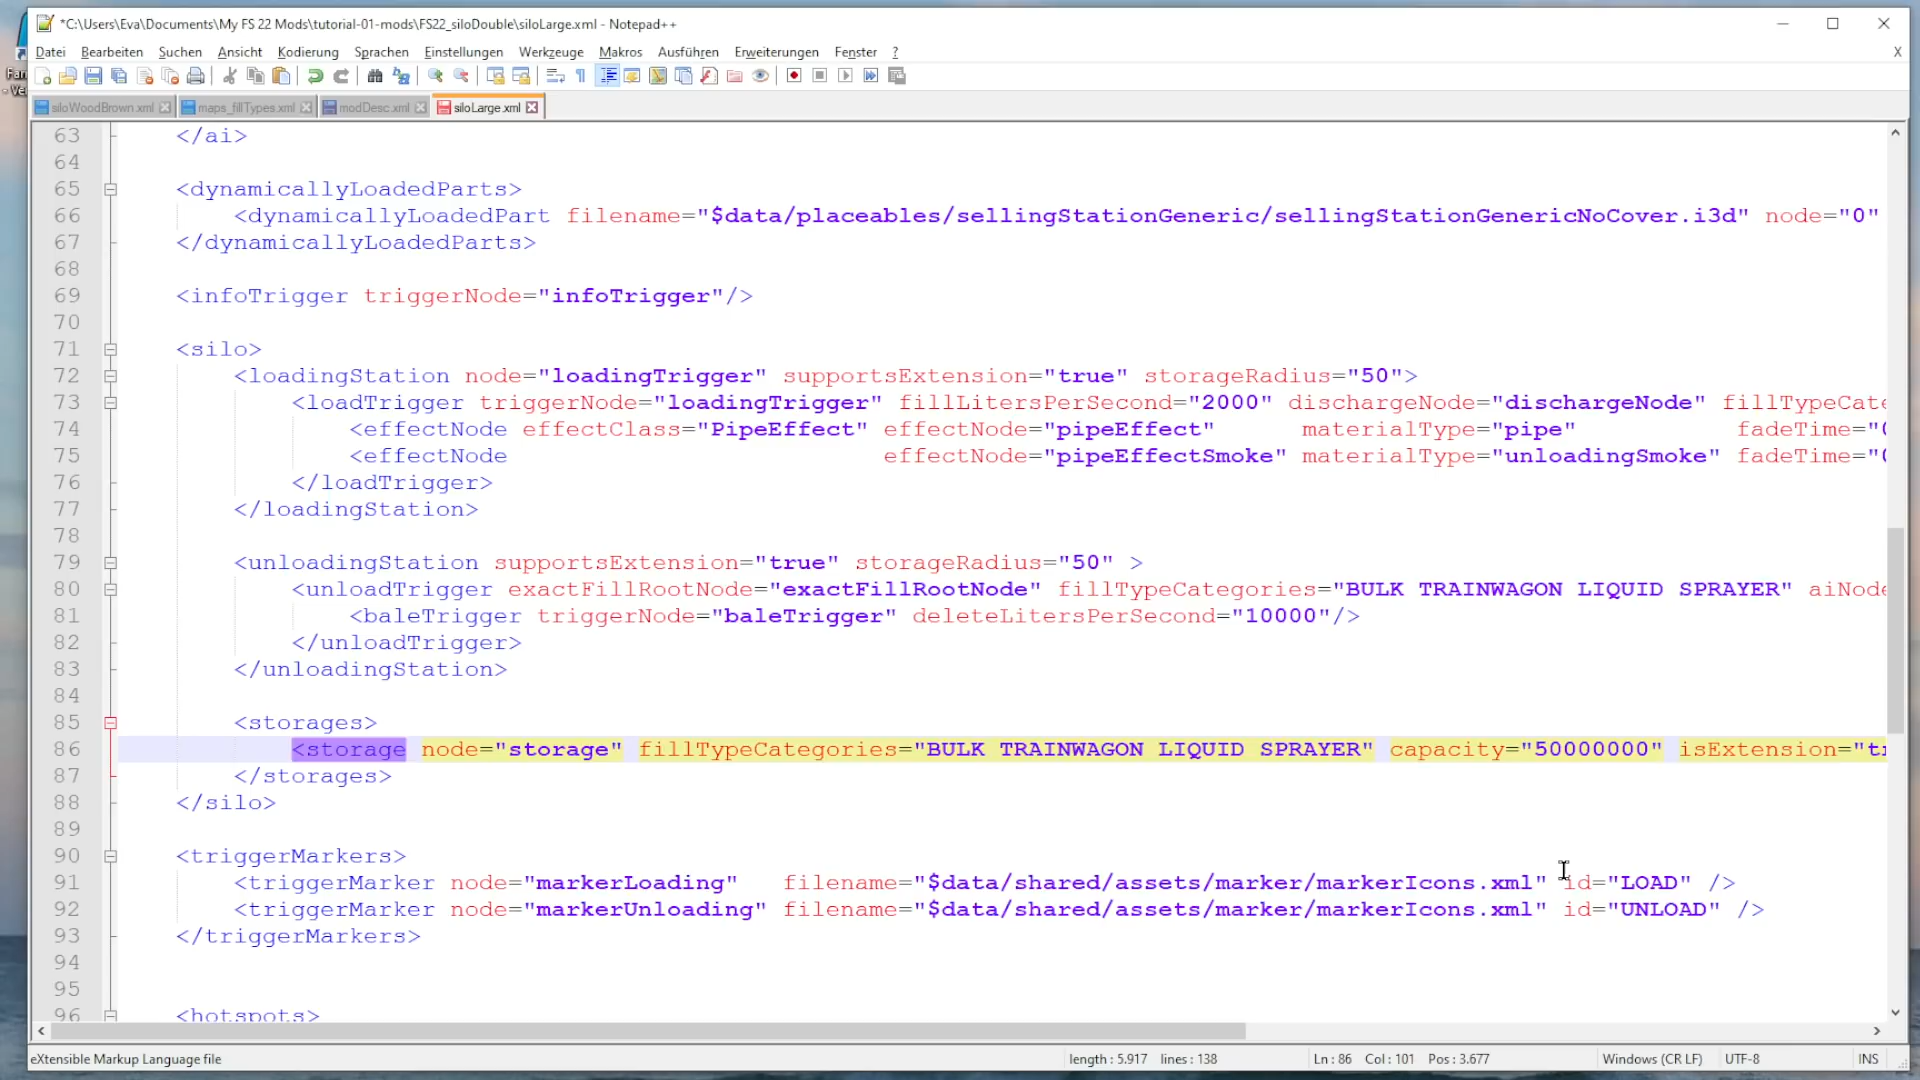 *C:\Users\Eva\Documents\My FS 22 Mods\tutorial-01-mods\FS22_siloDouble\siloLarge.xml - Notepad++
Datei Bearbeiten Suchen Ansicht Kodierung Sprachen Einstellungen Werkzeuge Makros Ausführen Erweiterungen Fenster ? X
siloWoodBrown.xml maps_fillTypes.xml modDesc.xml siloLarge.xml
63 </ai>
64
65 <dynamicallyLoadedParts>
66 <dynamicallyLoadedPart filename="$data/placeables/sellingStationGeneric/sellingStationGenericNoCover.i3d" node="0"
67 </dynamicallyLoadedParts>
68
69 <infoTrigger triggerNode="infoTrigger"/>
70
71 <silo>
72 <loadingStation node="loadingTrigger" supportsExtension="true" storageRadius="50">
73 <loadTrigger triggerNode="loadingTrigger" fillLitersPerSecond="2000" dischargeNode="dischargeNode" fillTypeCate
74 <effectNode effectClass="PipeEffect" effectNode="pipeEffect" materialType="pipe" fadeTime="0
75 <effectNode effectNode="pipeEffectSmoke" materialType="unloadingSmoke" fadeTime="0
76 </loadTrigger>
77 </loadingStation>
78
79 <unloadingStation supportsExtension="true" storageRadius="50" >
80 <unloadTrigger exactFillRootNode="exactFillRootNode" fillTypeCategories="BULK TRAINWAGON LIQUID SPRAYER" aiNode
81 <baleTrigger triggerNode="baleTrigger" deleteLitersPerSecond="10000"/>
82 </unloadTrigger>
83 </unloadingStation>
84
85 <storages>
86 <storage node="storage" fillTypeCategories="BULK TRAINWAGON LIQUID SPRAYER" capacity="50000000" isExtension="tr
87 </storages>
88 </silo>
89
90 <triggerMarkers>
91 <triggerMarker node="markerLoading" filename="$data/shared/assets/marker/markerIcons.xml" id="LOAD" />
92 <triggerMarker node="markerUnloading" filename="$data/shared/assets/marker/markerIcons.xml" id="UNLOAD" />
93 </triggerMarkers>
94
95
96 <hotspots>
eXtensible Markup Language file length : 5.917 lines : 138 Ln : 86 Col : 101 Pos : 3.677 Windows (CR LF) UTF-8 INS